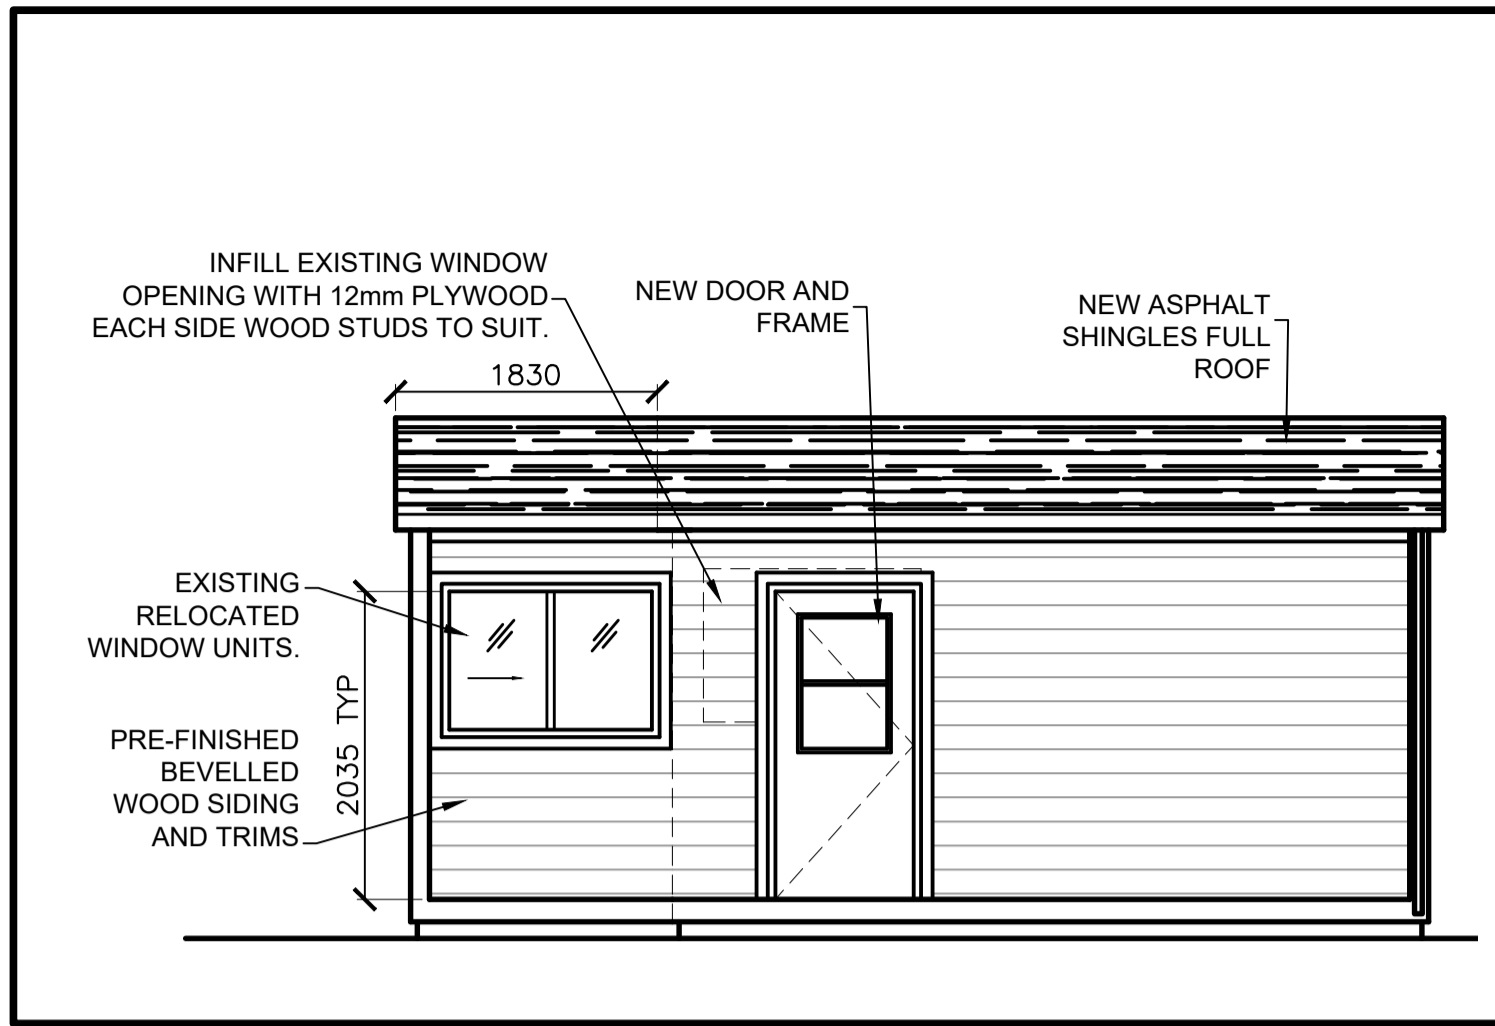 INFILL EXISTING WINDOW
OPENING WITH 12mm PLYWOOD
EACH SIDE WOOD STUDS TO SUIT.
NEW DOOR AND
FRAME
NEW ASPHALT
SHINGLES FULL
ROOF
1830
EXISTING
RELOCATED
WINDOW UNITS.
2035 TYP
PRE-FINISHED
BEVELLED
WOOD SIDING
AND TRIMS